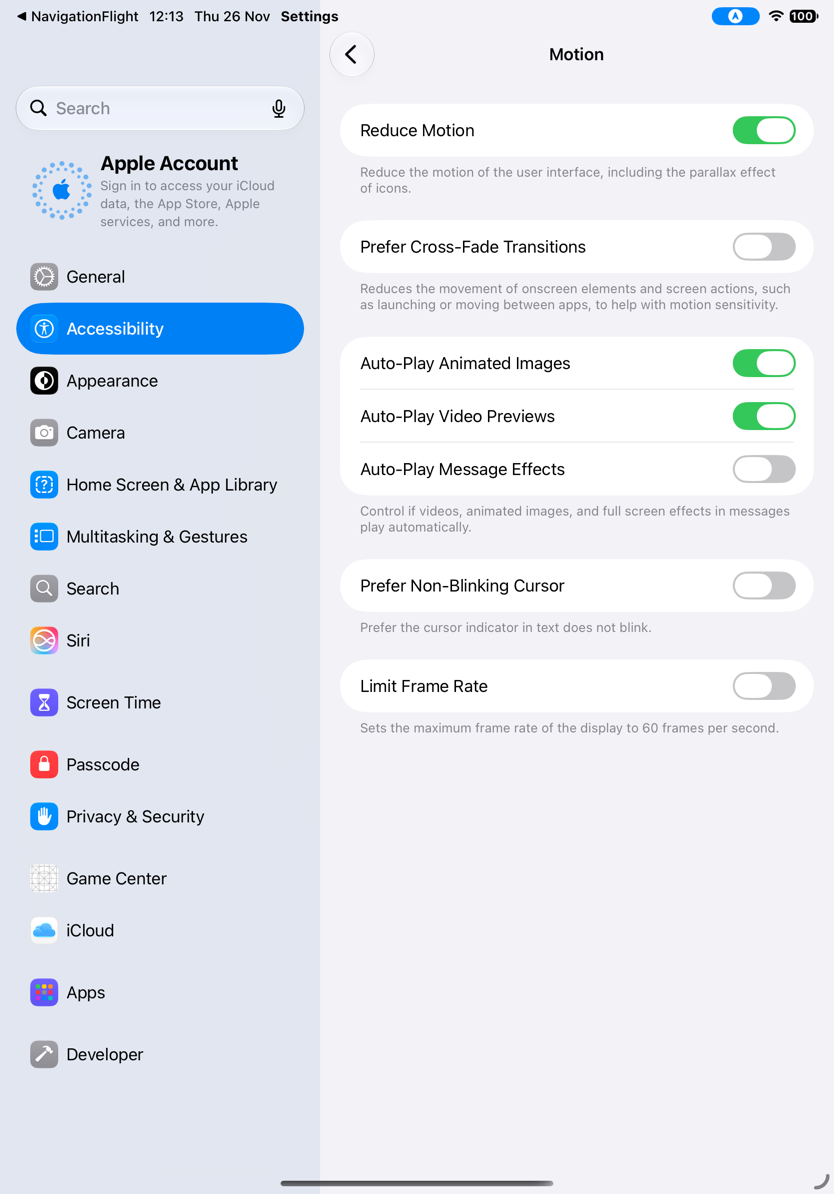 NavigationFlight 12:13 Thu 26 Nov Settings
100
Motion
Search
Apple Account
Sign in to access your iCloud
data, the App Store, Apple
services, and more.
General
Accessibility
Appearance
Camera
Home Screen & App Library
Multitasking & Gestures
Search
Siri
Screen Time
Passcode
Privacy & Security
Game Center
iCloud
Apps
Developer
Reduce Motion
Reduce the motion of the user interface, including the parallax effect
of icons.
Prefer Cross-Fade Transitions
Reduces the movement of onscreen elements and screen actions, such
as launching or moving between apps, to help with motion sensitivity.
Auto-Play Animated Images
Auto-Play Video Previews
Auto-Play Message Effects
Control if videos, animated images, and full screen effects in messages
play automatically.
Prefer Non-Blinking Cursor
Prefer the cursor indicator in text does not blink.
Limit Frame Rate
Sets the maximum frame rate of the display to 60 frames per second.